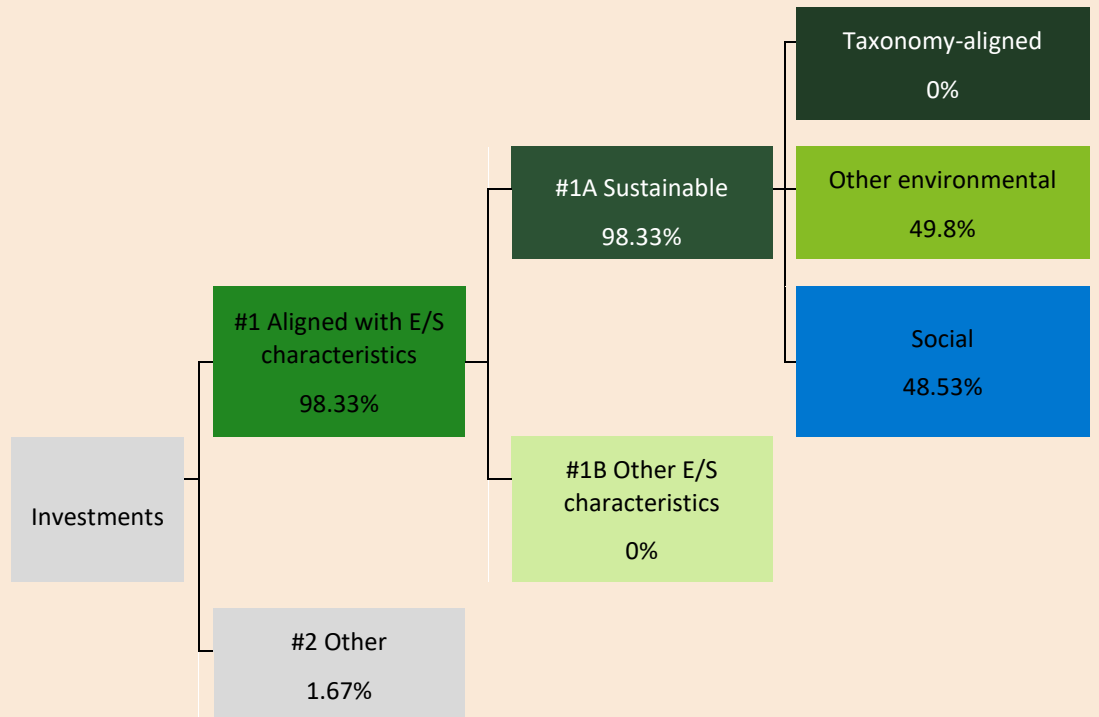 Taxonomy-aligned
0%
#1A Sustainable
98.33%
Other environmental
49.8%
#1 Aligned with E/S
characteristics
98.33%
Social
48.53%
Investments
#1B Other E/S
characteristics
0%
#2 Other
1.67%